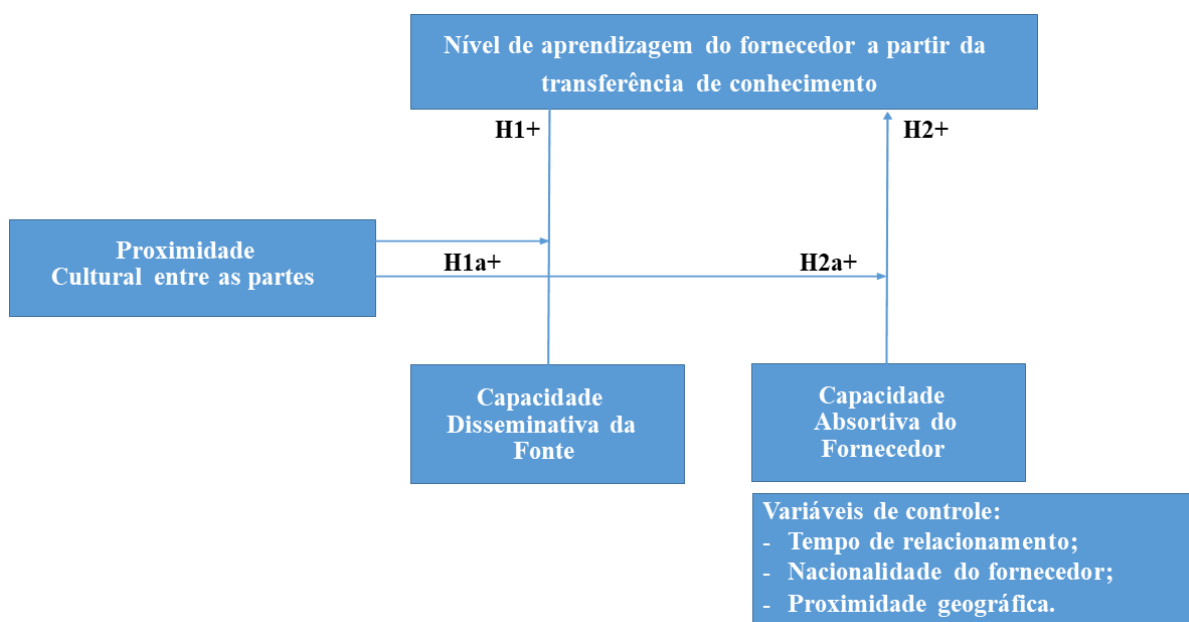 Nível de aprendizagem do fornecedor a partir da
transferência de conhecimento
H1+
H2+
Proximidade
Cultural entre as partes
H1a+
H2a+
Capacidade
Disseminativa da
Fonte
Capacidade
Absortiva do
Fornecedor
Variáveis de controle:
- Tempo de relacionamento;
- Nacionalidade do fornecedor;
- Proximidade geográfica.